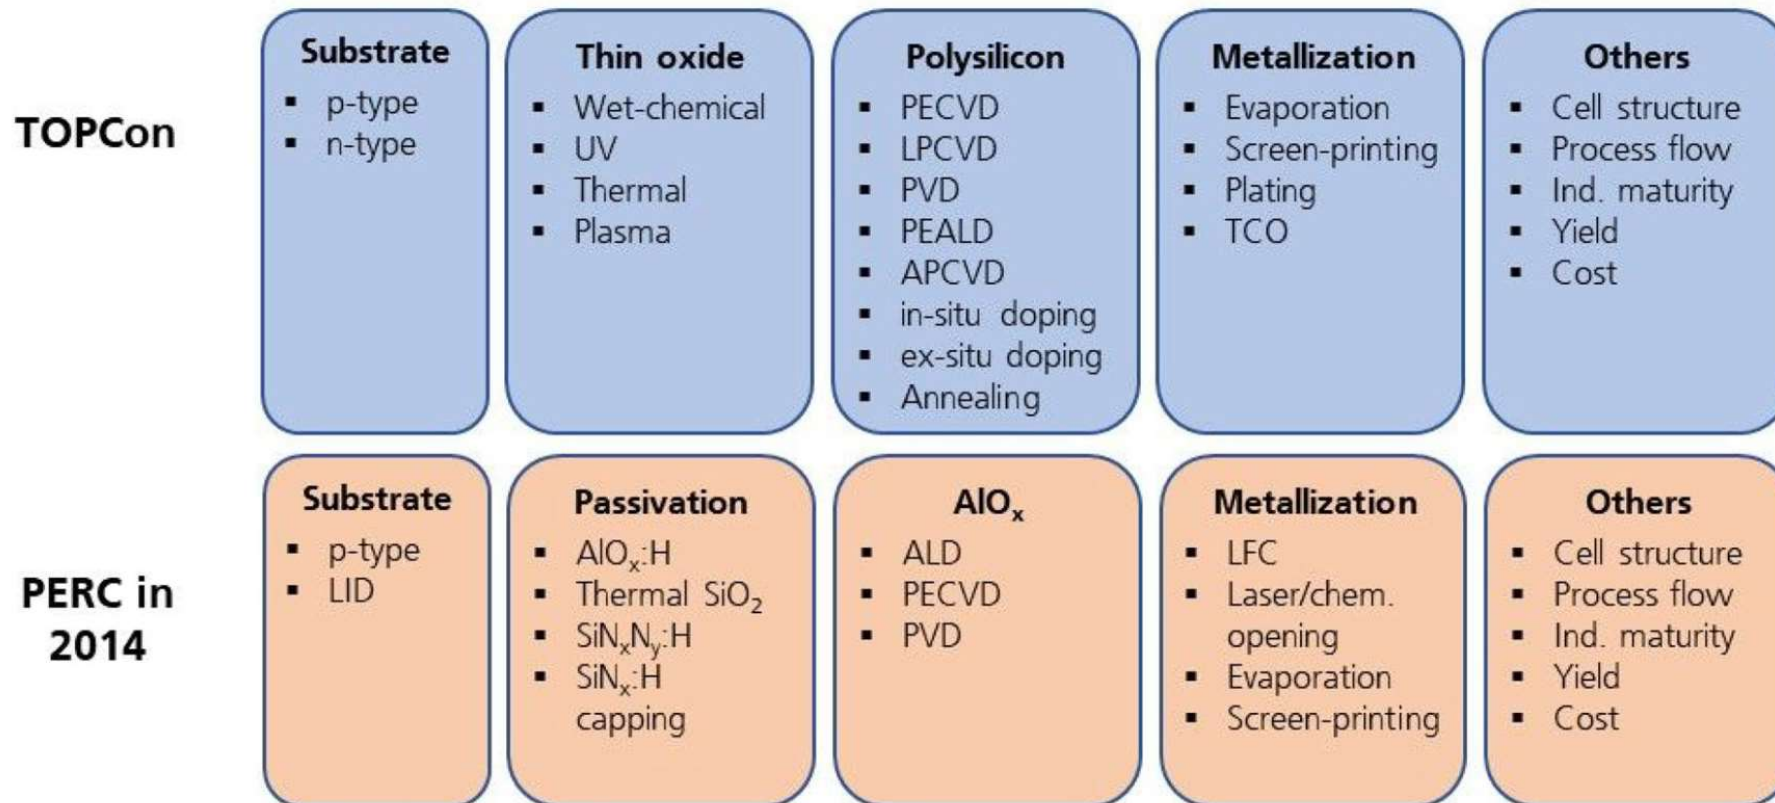 TOPCon
Substrate
▪ p-type
▪ n-type
Thin oxide
▪ Wet-chemical
▪ UV
▪ Thermal
▪ Plasma
Polysilicon
▪ PECVD
▪ LPCVD
▪ PVD
▪ PEALD
▪ APCVD
▪ in-situ doping
▪ ex-situ doping
▪ Annealing
Metallization
▪ Evaporation
▪ Screen-printing
▪ Plating
▪ TCO
Others
▪ Cell structure
▪ Process flow
▪ Ind. maturity
▪ Yield
▪ Cost
PERC in
2014
Substrate
▪ p-type
▪ LID
Passivation
▪ AlOₓ:H
▪ Thermal SiO₂
▪ SiNₓNᵧ:H
▪ SiNₓ:H
capping
AlOₓ
▪ ALD
▪ PECVD
▪ PVD
Metallization
▪ LFC
▪ Laser/chem.
opening
▪ Evaporation
▪ Screen-printing
Others
▪ Cell structure
▪ Process flow
▪ Ind. maturity
▪ Yield
▪ Cost